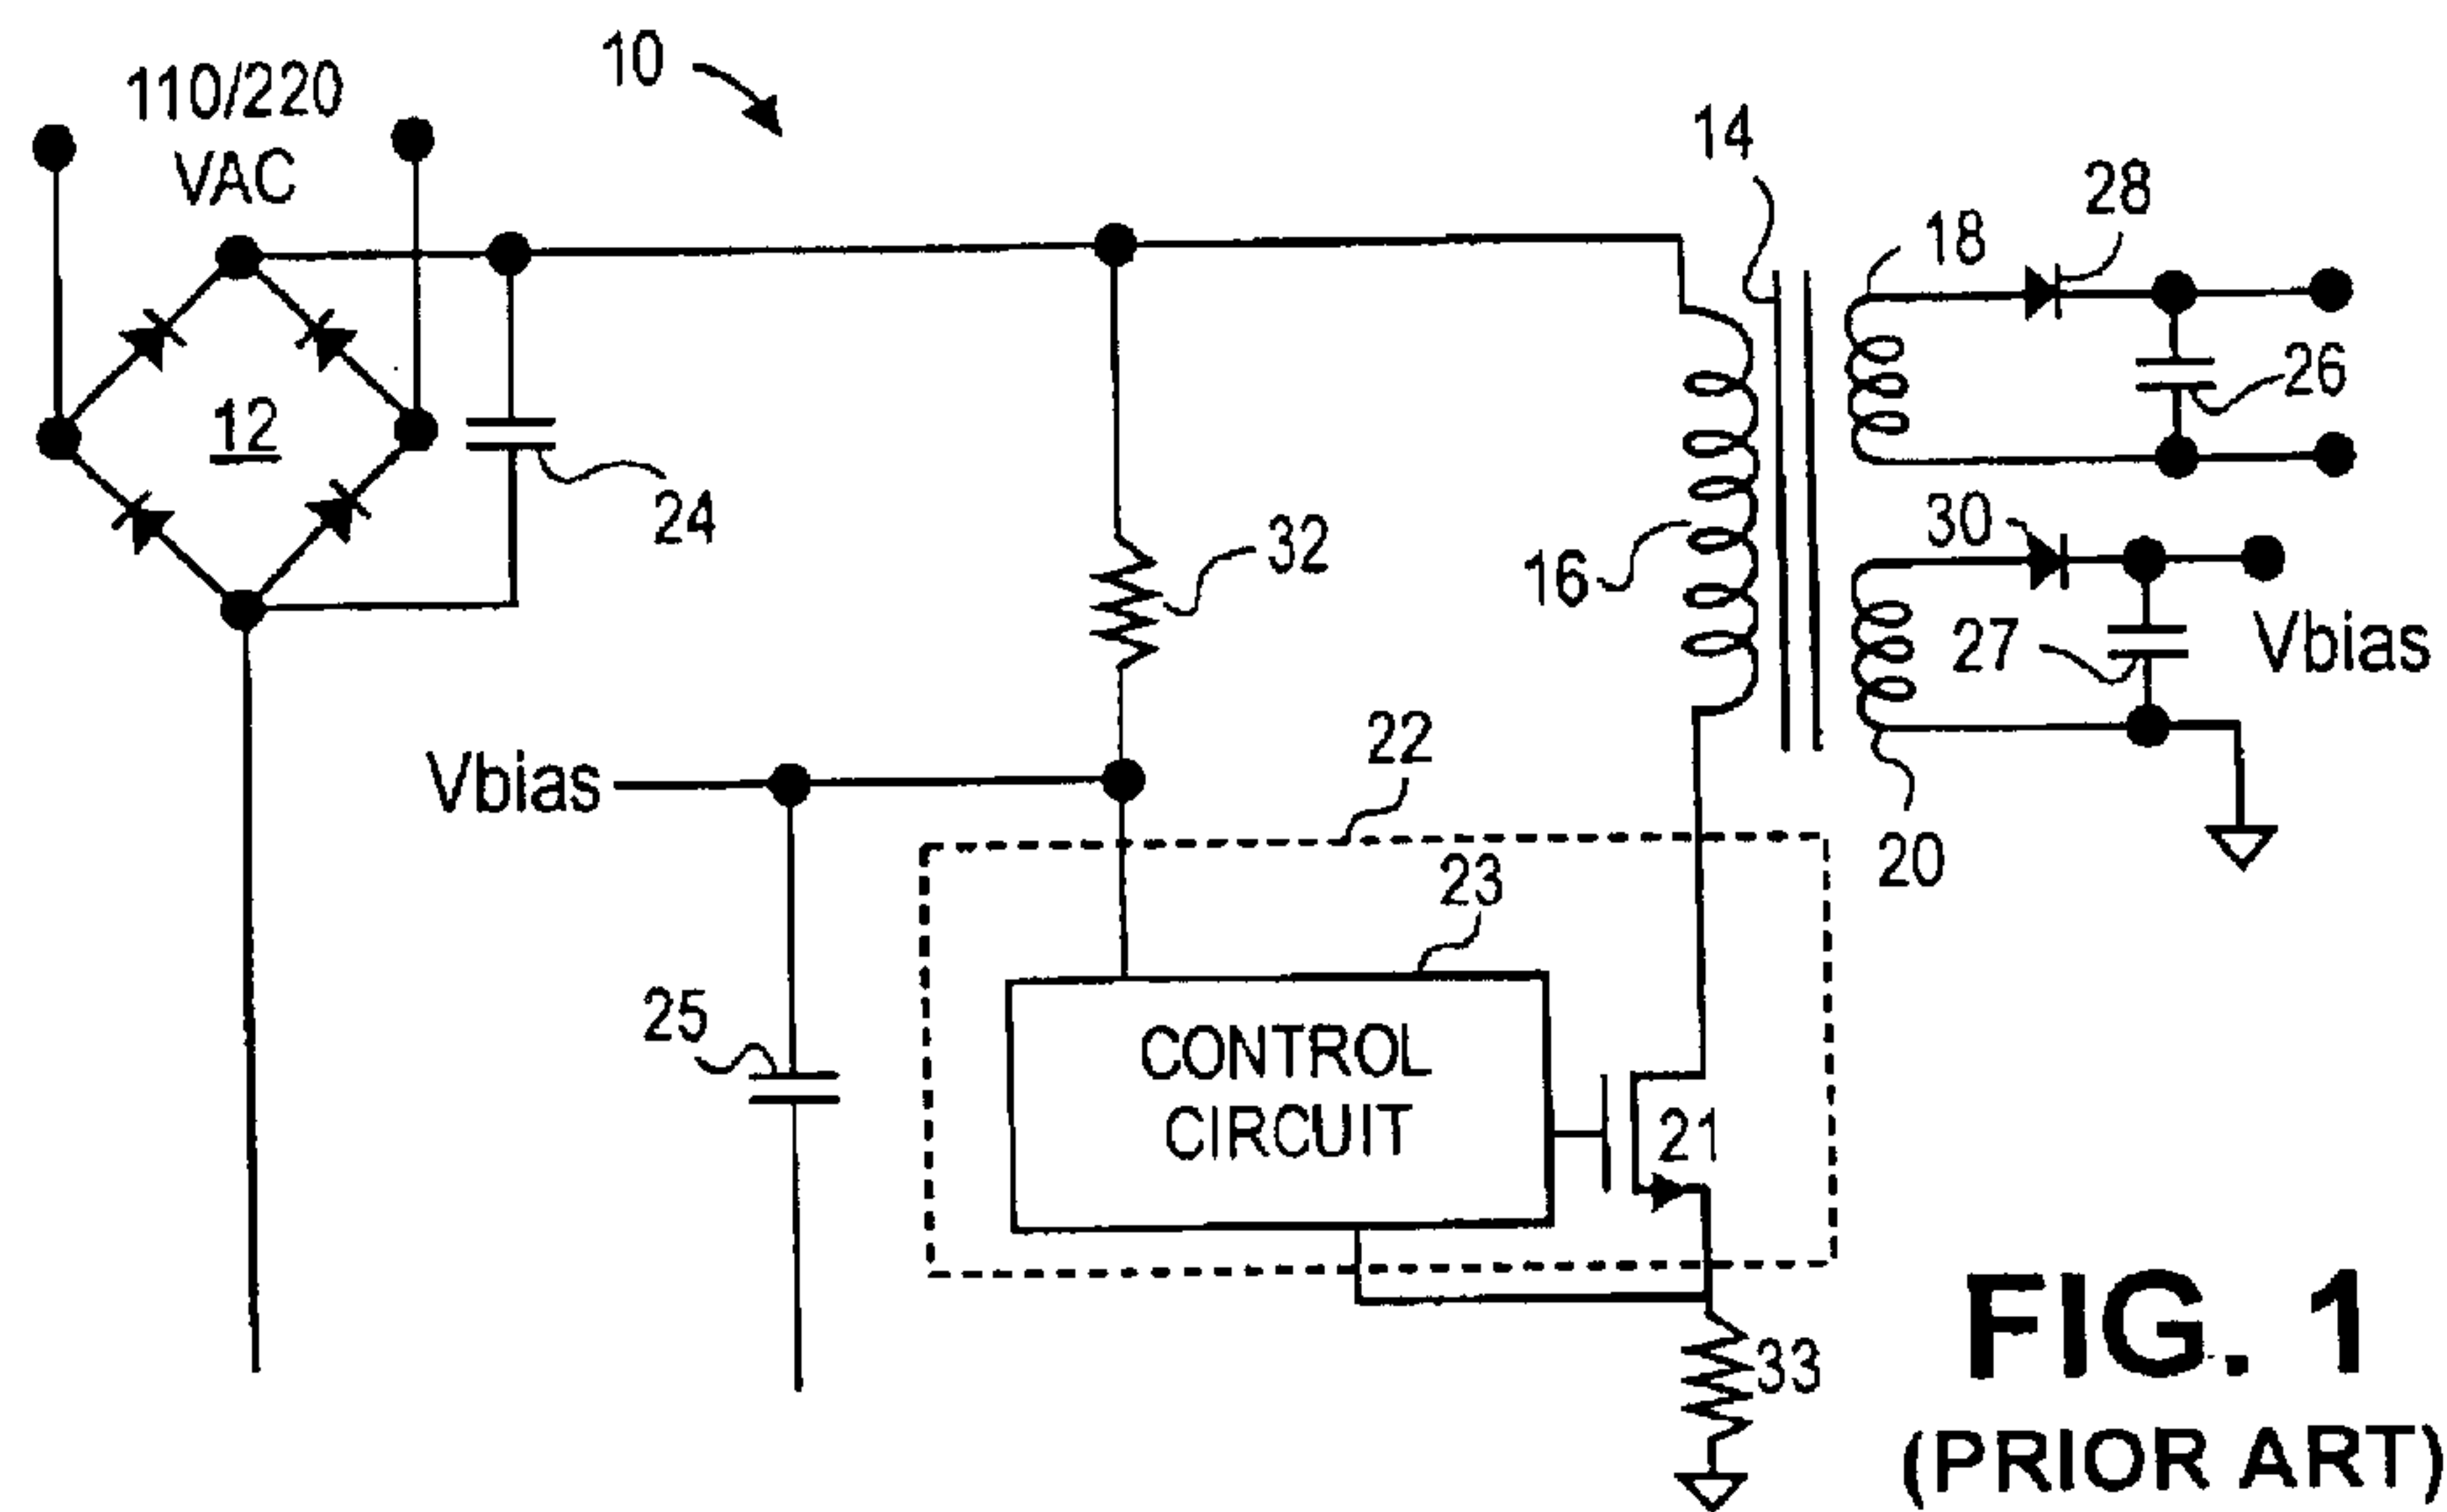 10
110/220
VAC
14
28
18
12
24
26
32
30
16
27
Vbias
22
Vbias
23
20
25
CONTROL
CIRCUIT
21
33
FIG. 1
(PRIOR ART)